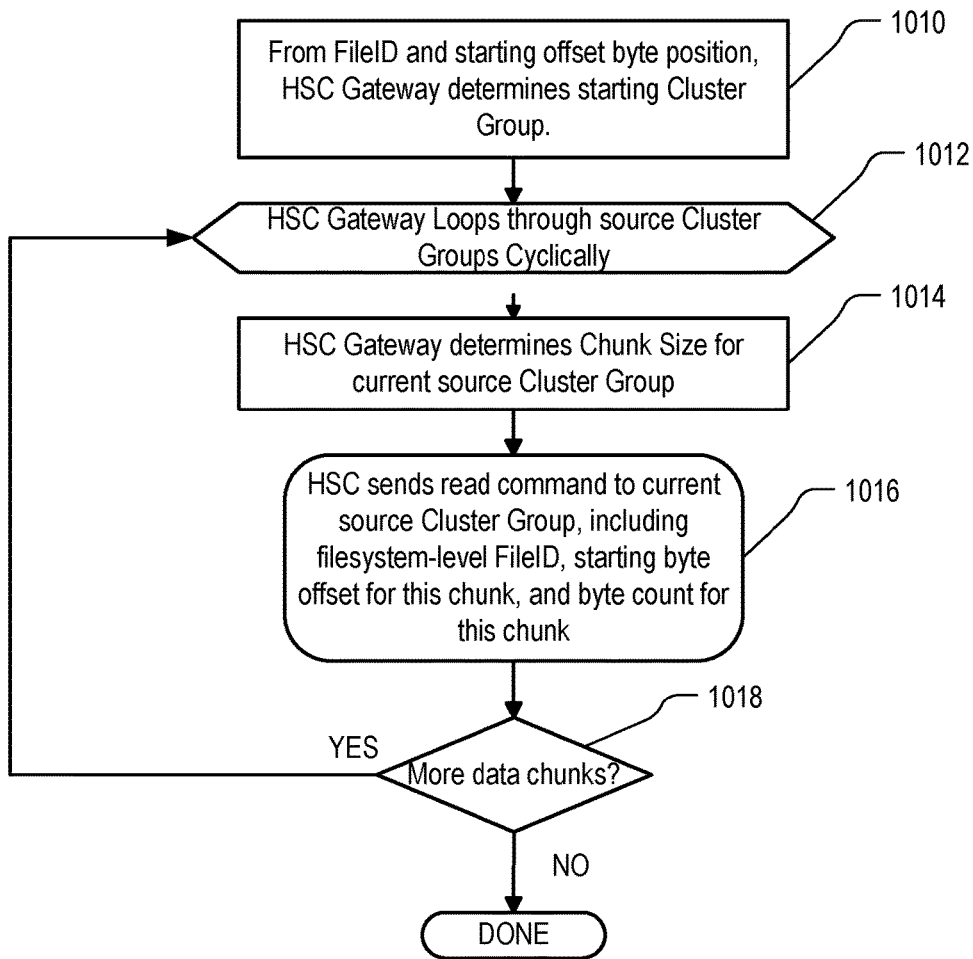 1010
From FileID and starting offset byte position,
HSC Gateway determines starting Cluster
Group.
1012
HSC Gateway Loops through source Cluster
Groups Cyclically
1014
HSC Gateway determines Chunk Size for
current source Cluster Group
HSC sends read command to current
source Cluster Group, including
filesystem-level FileID, starting byte
offset for this chunk, and byte count for
this chunk
1016
1018
YES
More data chunks?
NO
DONE